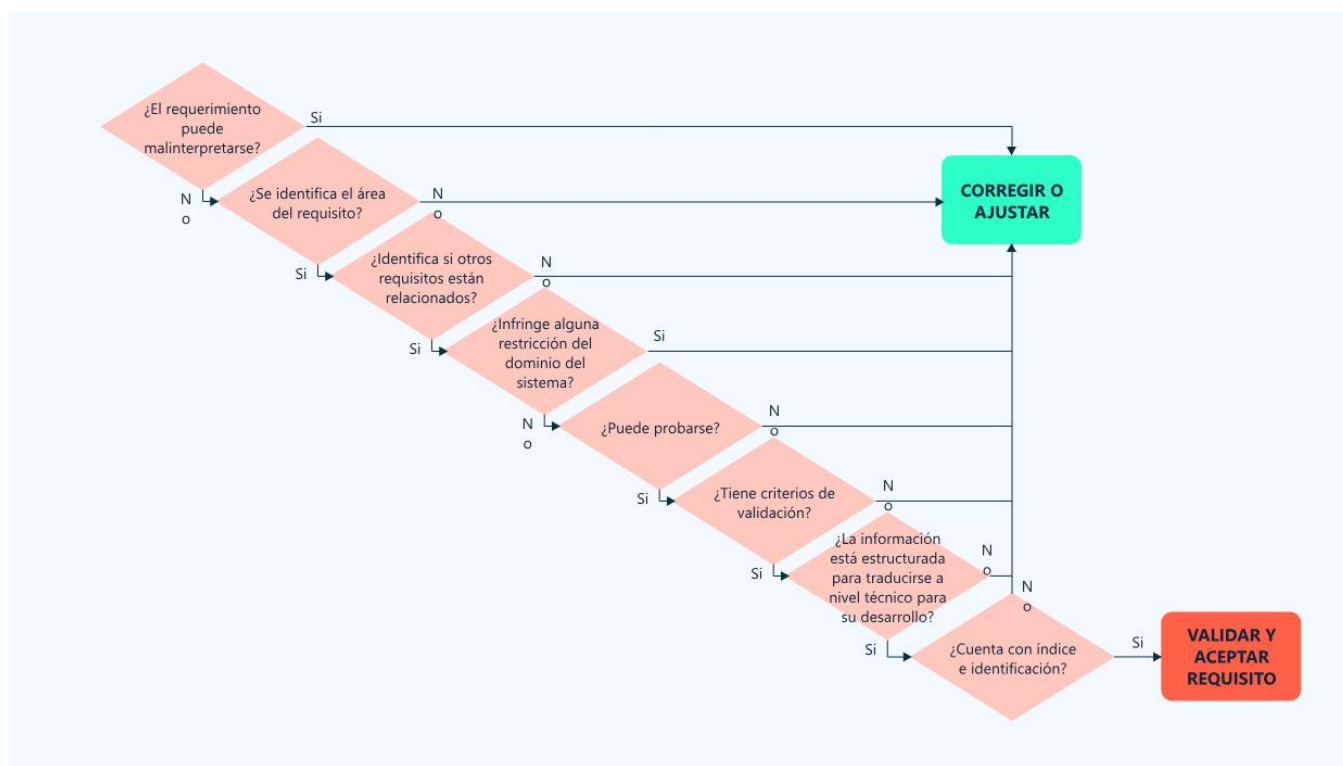 ¿El requerimiento
puede
malinterpretarse?
Si
N
o
¿Se identifica el área
del requisito?
N
o
CORREGIR O
AJUSTAR
Si
¿Identifica si otros
requisitos están
relacionados?
N
o
Si
¿Infringe alguna
restricción del
dominio del
sistema?
Si
N
o
¿Puede probarse?
N
o
Si
¿Tiene criterios de
validación?
N
o
Si
¿La información
está estructurada
para traducirse a
nivel técnico para
su desarrollo?
N
o
Si
¿Cuenta con índice
e identificación?
N
o
Si
VALIDAR Y
ACEPTAR
REQUISITO